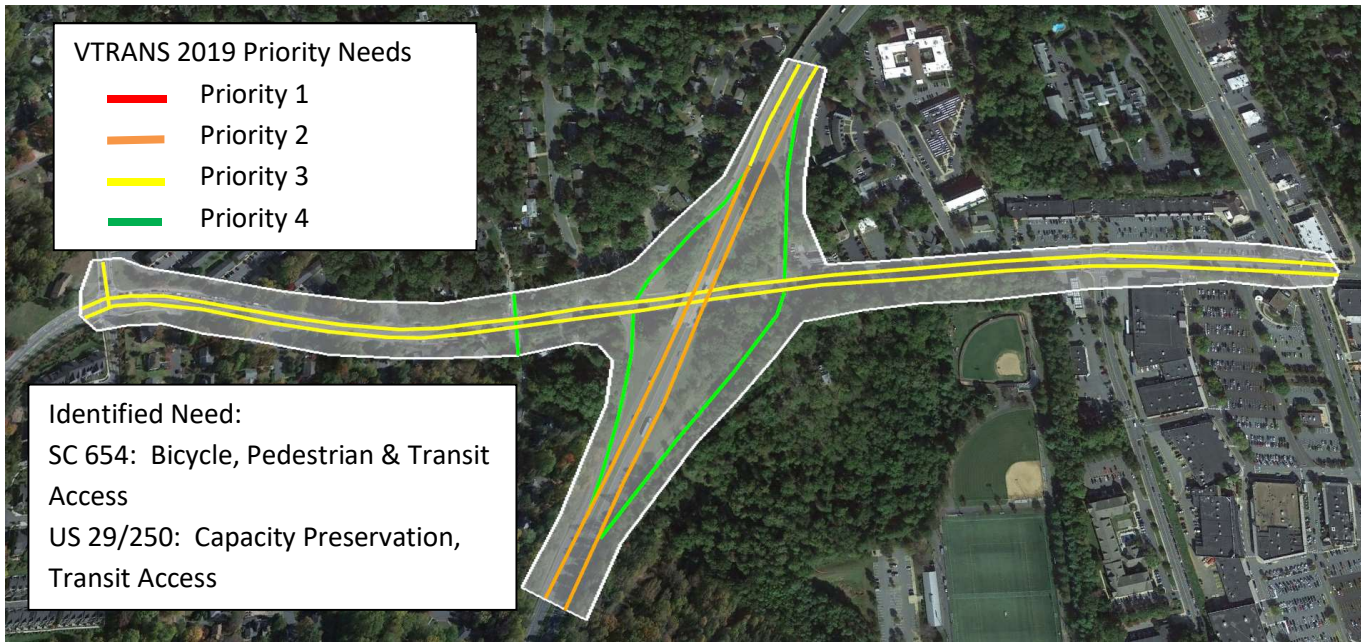 VTRANS 2019 Priority Needs
Priority 1
Priority 2
Priority 3
Priority 4
Identified Need:
SC 654:  Bicycle, Pedestrian & Transit
Access
US 29/250:  Capacity Preservation,
Transit Access